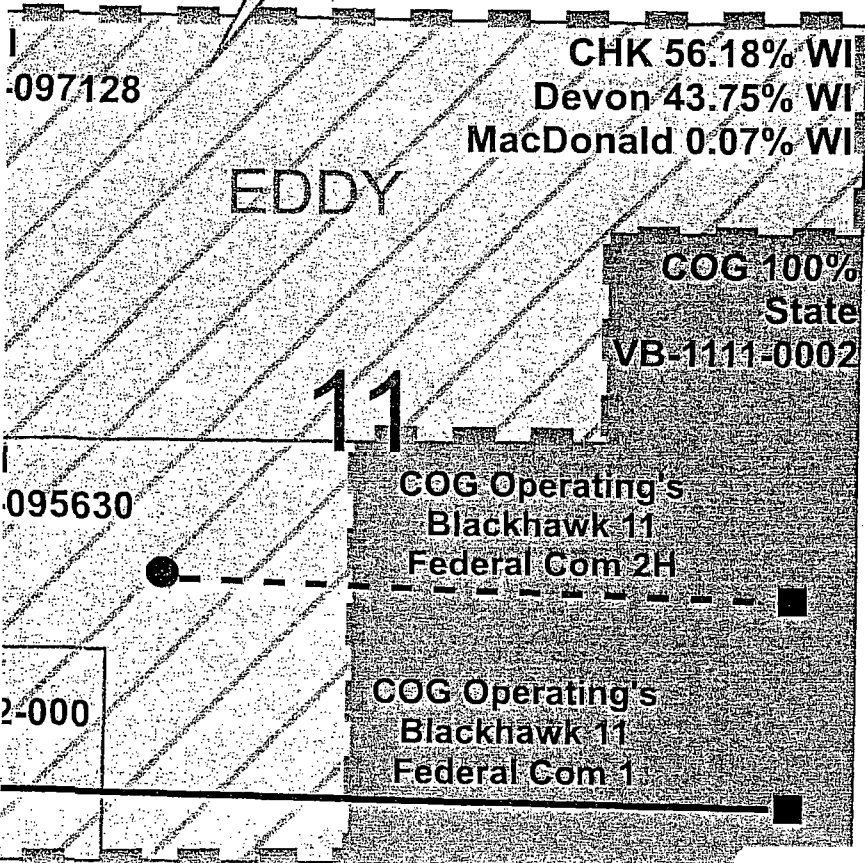 CHK 56.18% WI
Devon 43.75% WI
MacDonald 0.07% WI
-097128
EDDY
COG 100%
State
VB-1111-0002
11
-095630
COG Operating's
Blackhawk 11
Federal Com 2H
2-000
COG Operating's
Blackhawk 11
Federal Com 1